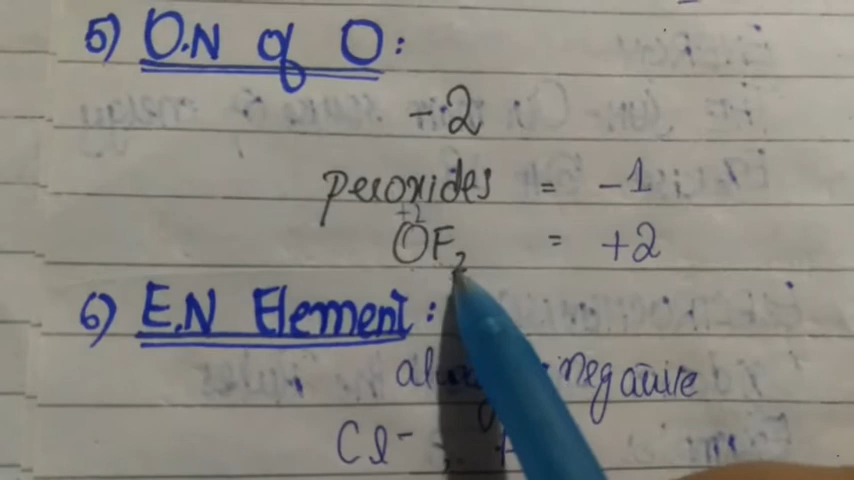 5) O.N of O:
-2
peroxides = -1
+2
OF2 = +2
6) E.N Element:
negative
Cl-